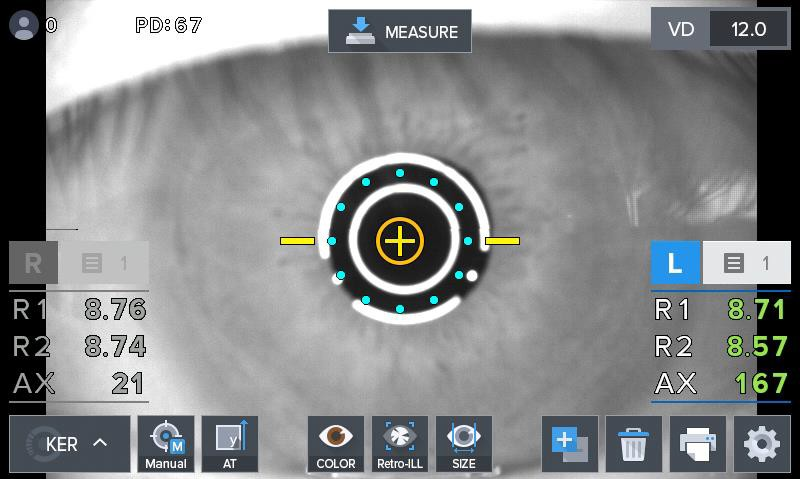 0
PD:67
MEASURE
VD 12.0
R 1
R1 8.76
R2 8.74
AX 21
L 1
R1 8.71
R2 8.57
AX 167
KER
M
Manual
y
AT
COLOR
Retro-ILL
SIZE